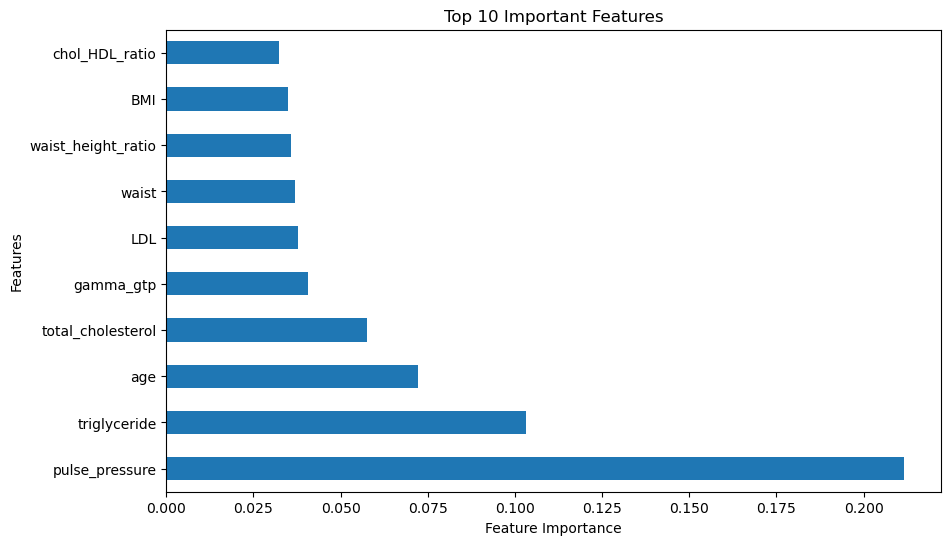 Top 10 Important Features
chol_HDL_ratio
BMI
waist_height_ratio
waist
LDL
gamma_gtp
total_cholesterol
age
triglyceride
pulse_pressure
Features
0.000 0.025 0.050 0.075 0.100 0.125 0.150 0.175 0.200
Feature Importance